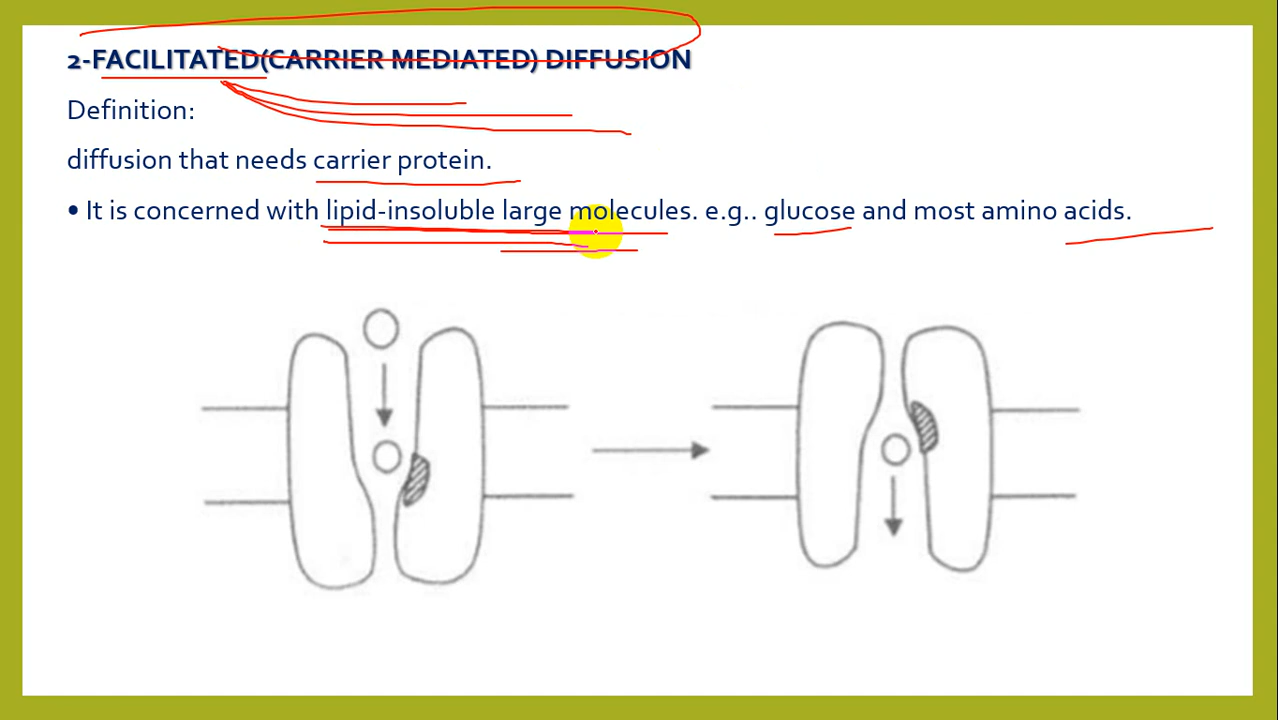 2-FACILITATED(CARRIER MEDIATED) DIFFUSION
Definition:
diffusion that needs carrier protein.
• It is concerned with lipid-insoluble large molecules. e.g.. glucose and most amino acids.